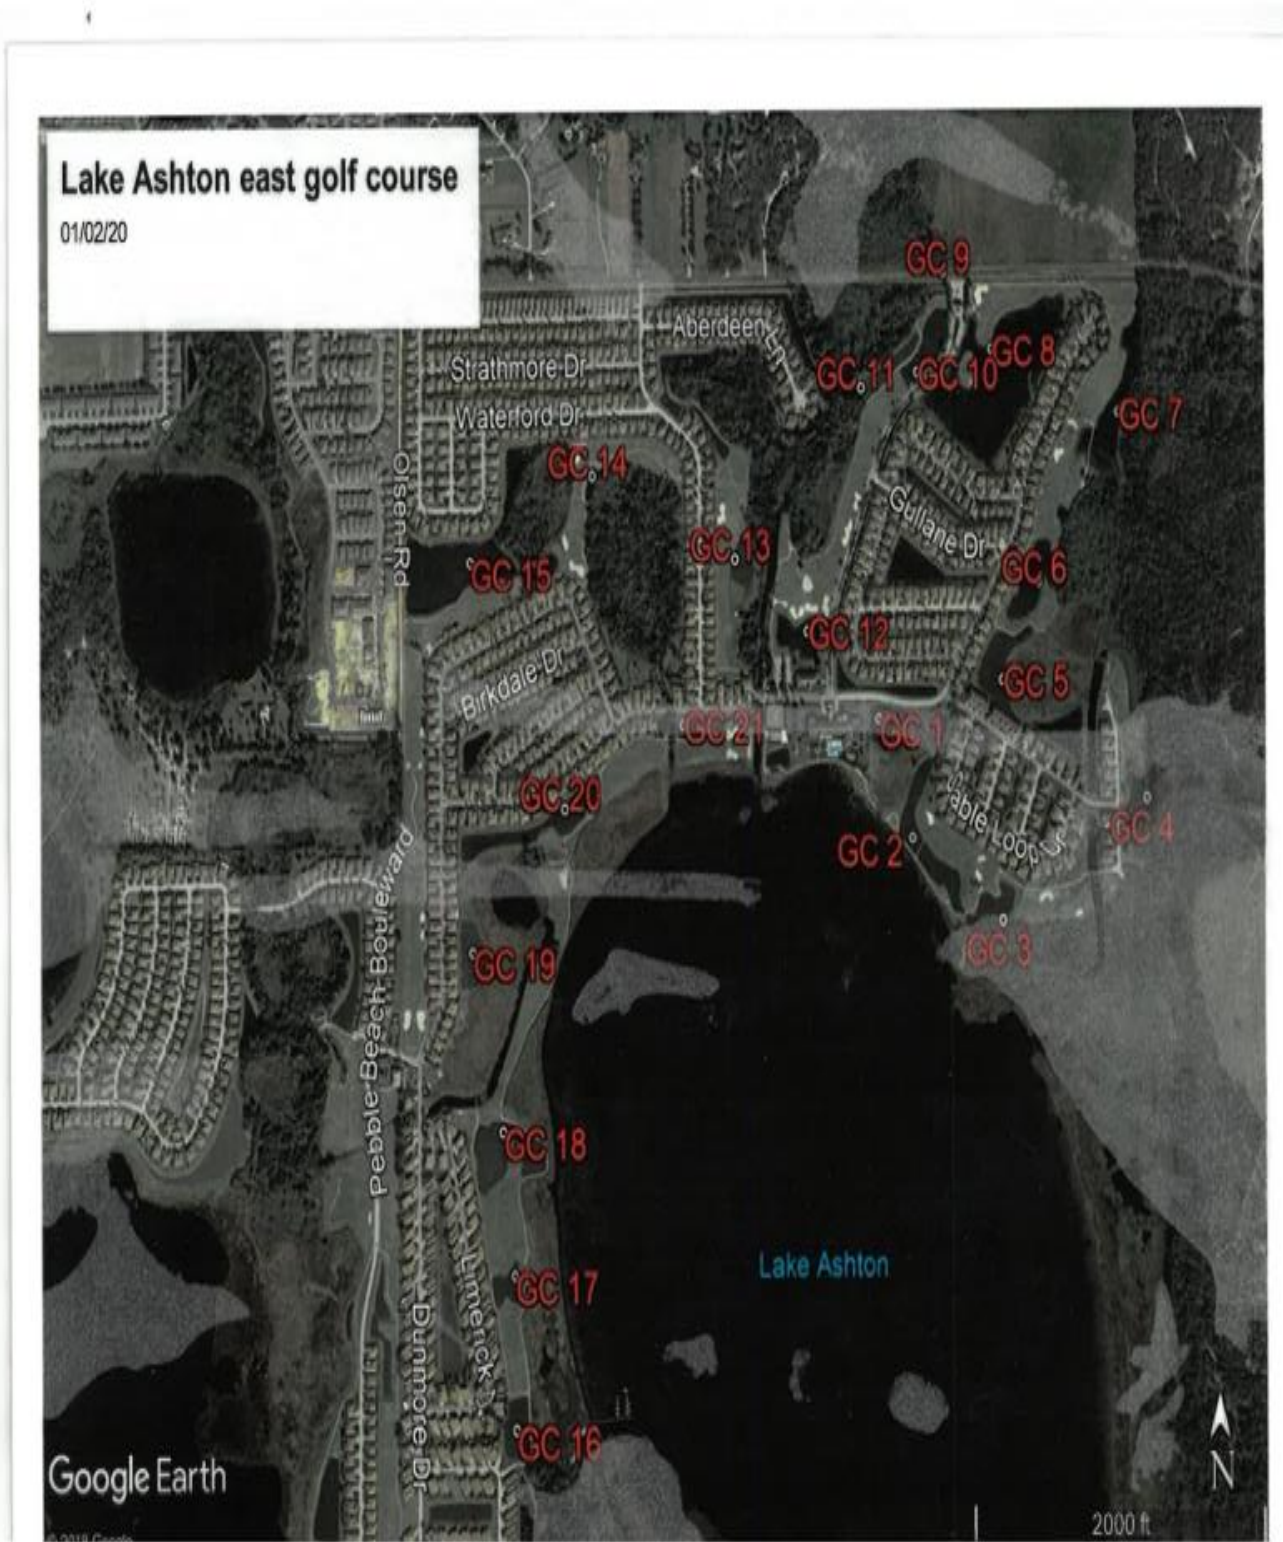 Lake Ashton east golf course
01/02/20
GC 9
Aberdeen Ln
Strathmore Dr
GC 8
GC 11
GC 10
GC 7
Waterford Dr
GC 14
Olsen Rd
Gullane Dr
GC 13
GC 15
GC 6
GC 12
Birkdale Dr
GC 5
GC 21
GC 1
GC 20
Loop Dr
GC 4
GC 2
Pebble Beach Boulevard
GC 3
GC 19
GC 18
Lake Ashton
GC 17
Limerick
Dunmore Dr
GC 16
Google Earth
N
2000 ft